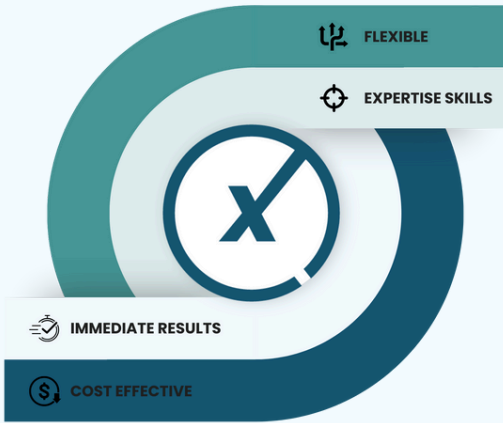 FLEXIBLE
EXPERTISE SKILLS
x
IMMEDIATE RESULTS
$ COST EFFECTIVE